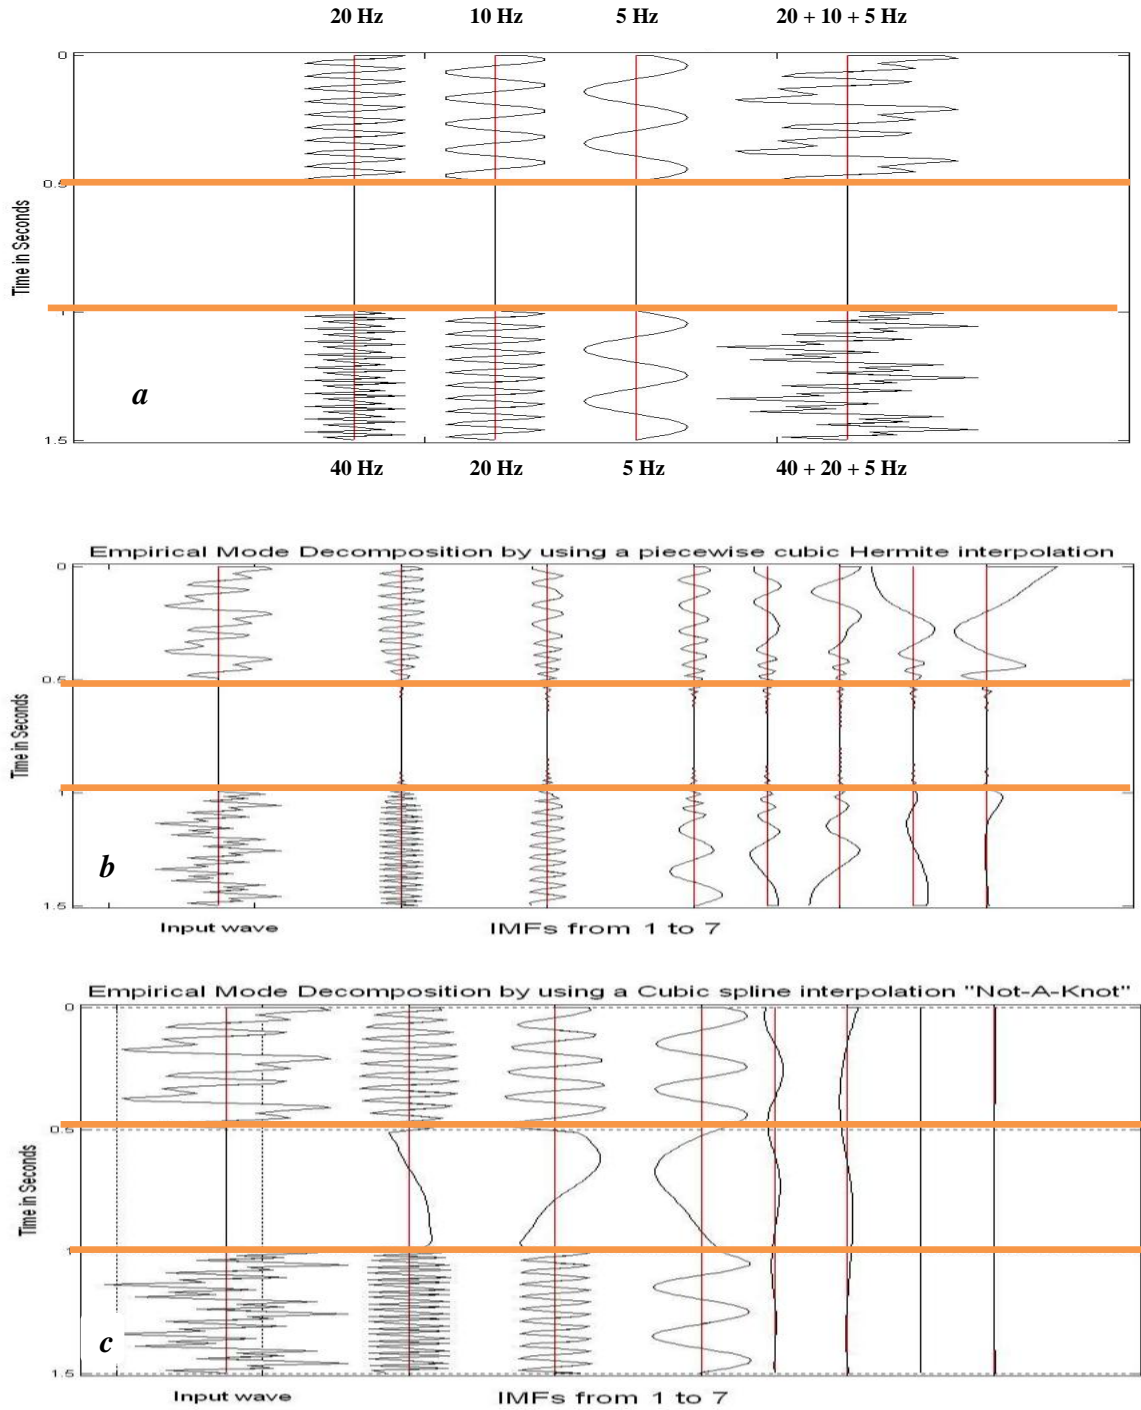 20 Hz 10 Hz 5 Hz 20 + 10 + 5 Hz
0
0.5
Time in Seconds
1
a
1.5
40 Hz 20 Hz 5 Hz 40 + 20 + 5 Hz
Empirical Mode Decomposition by using a piecewise cubic Hermite interpolation
0
0.5
Time in Seconds
1
b
1.5
Input wave IMFs from 1 to 7
Empirical Mode Decomposition by using a Cubic spline interpolation "Not-A-Knot"
0
0.5
Time in Seconds
1
c
1.5
Input wave IMFs from 1 to 7